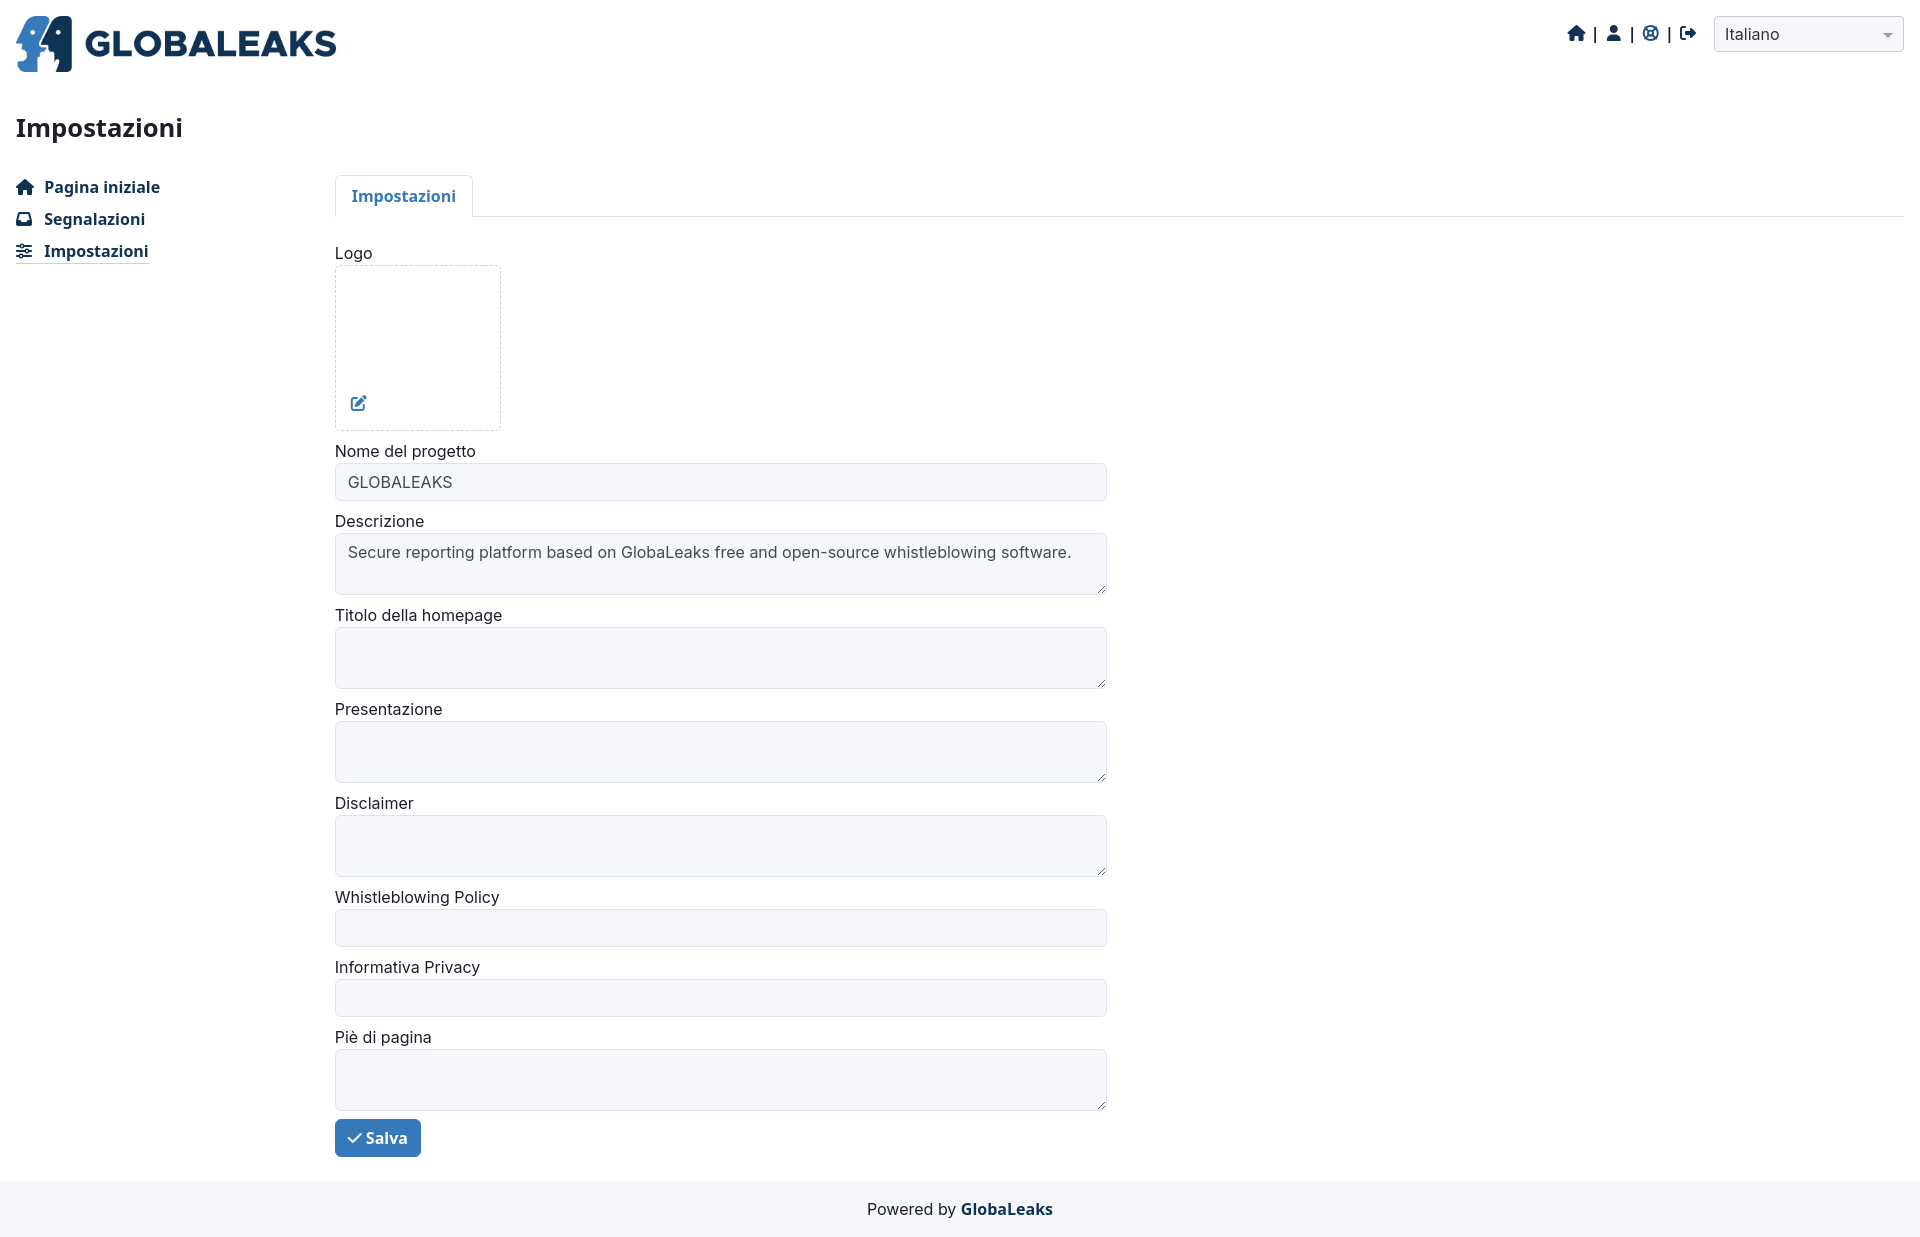 GLOBALEAKS
| | |
Italiano
Impostazioni
Pagina iniziale
Segnalazioni
Impostazioni
Impostazioni
Logo
Nome del progetto
GLOBALEAKS
Descrizione
Secure reporting platform based on GlobaLeaks free and open-source whistleblowing software.
Titolo della homepage
Presentazione
Disclaimer
Whistleblowing Policy
Informativa Privacy
Piè di pagina
Salva
Powered by GlobaLeaks